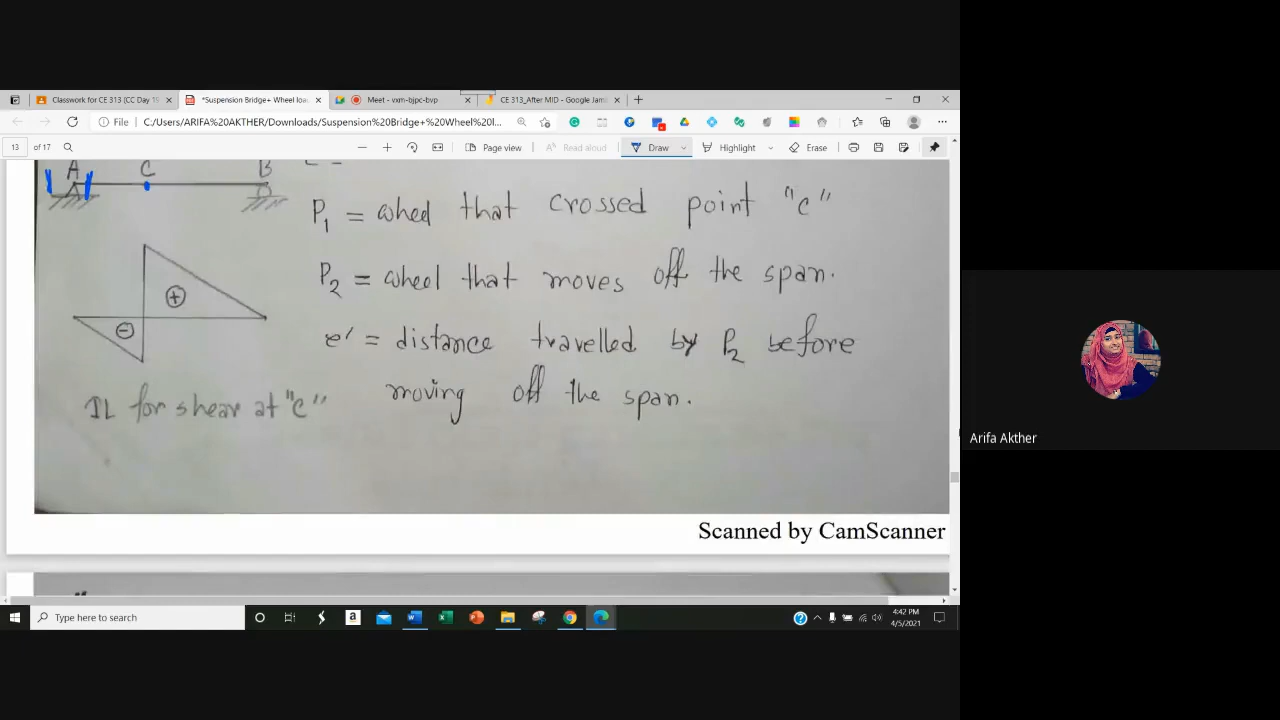 Classwork for CE 313 (CC Day 19
*Suspension Bridge+ Wheel loa
Meet - vxm-bjpc-bvp
CE 313_After MID - Google Jam
File
C:/Users/ARIFA%20AKTHER/Downloads/Suspension%20Bridge+%20Wheel%20l...
13 of 17
Page view
Read aloud
Draw
Highlight
Erase
A C B
P1 = wheel that crossed point "c"
P2 = wheel that moves off the span.
e' = distance travelled by P2 before
moving off the span.
+
-
IL for shear at "c"
Scanned by CamScanner
Arifa Akther
Type here to search
4:42 PM
4/5/2021